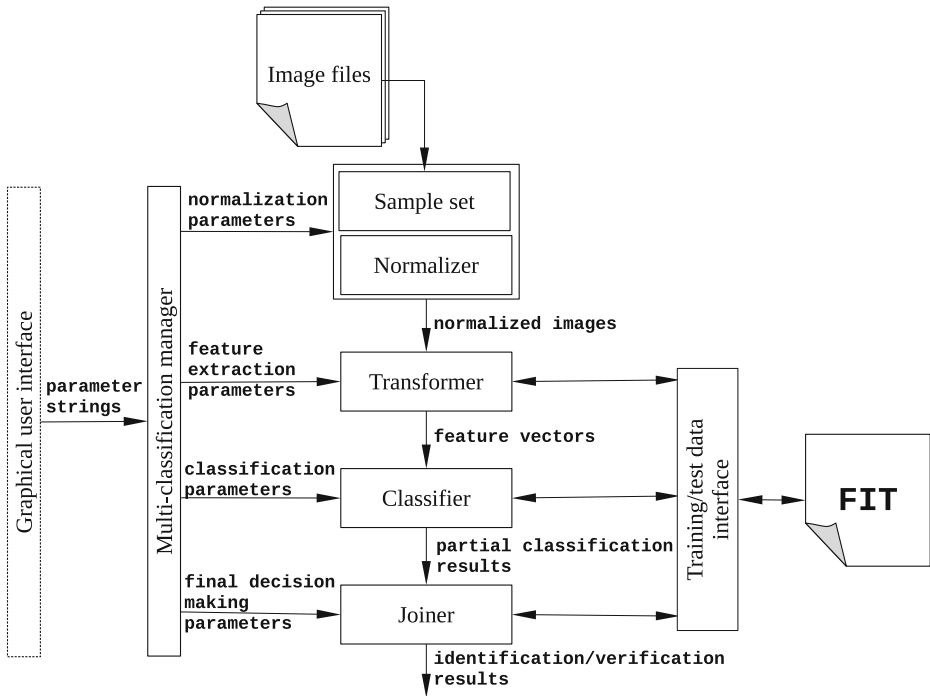 Image files
Sample set
Normalizer
normalization
parameters
normalized images
Graphical user interface
parameter
strings
Multi-classification manager
feature
extraction
parameters
Transformer
feature vectors
classification
parameters
Classifier
partial classification
results
final decision
making
parameters
Joiner
identification/verification
results
Training/test data
interface
FIT